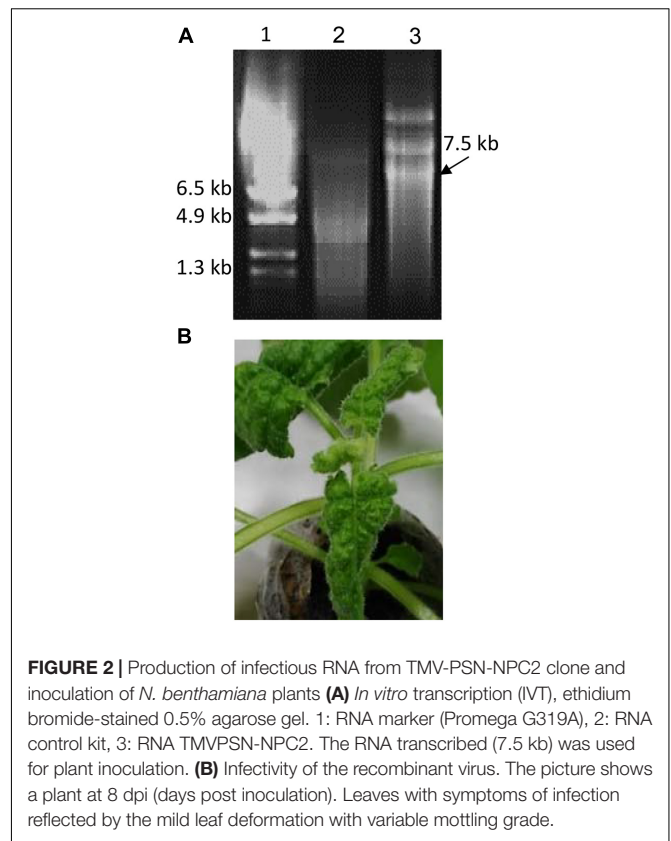 A
1 2 3
7.5 kb
6.5 kb
4.9 kb
1.3 kb
B
FIGURE 2 | Production of infectious RNA from TMV-PSN-NPC2 clone and
inoculation of N. benthamiana plants (A) In vitro transcription (IVT), ethidium
bromide-stained 0.5% agarose gel. 1: RNA marker (Promega G319A), 2: RNA
control kit, 3: RNA TMVPSN-NPC2. The RNA transcribed (7.5 kb) was used
for plant inoculation. (B) Infectivity of the recombinant virus. The picture shows
a plant at 8 dpi (days post inoculation). Leaves with symptoms of infection
reflected by the mild leaf deformation with variable mottling grade.